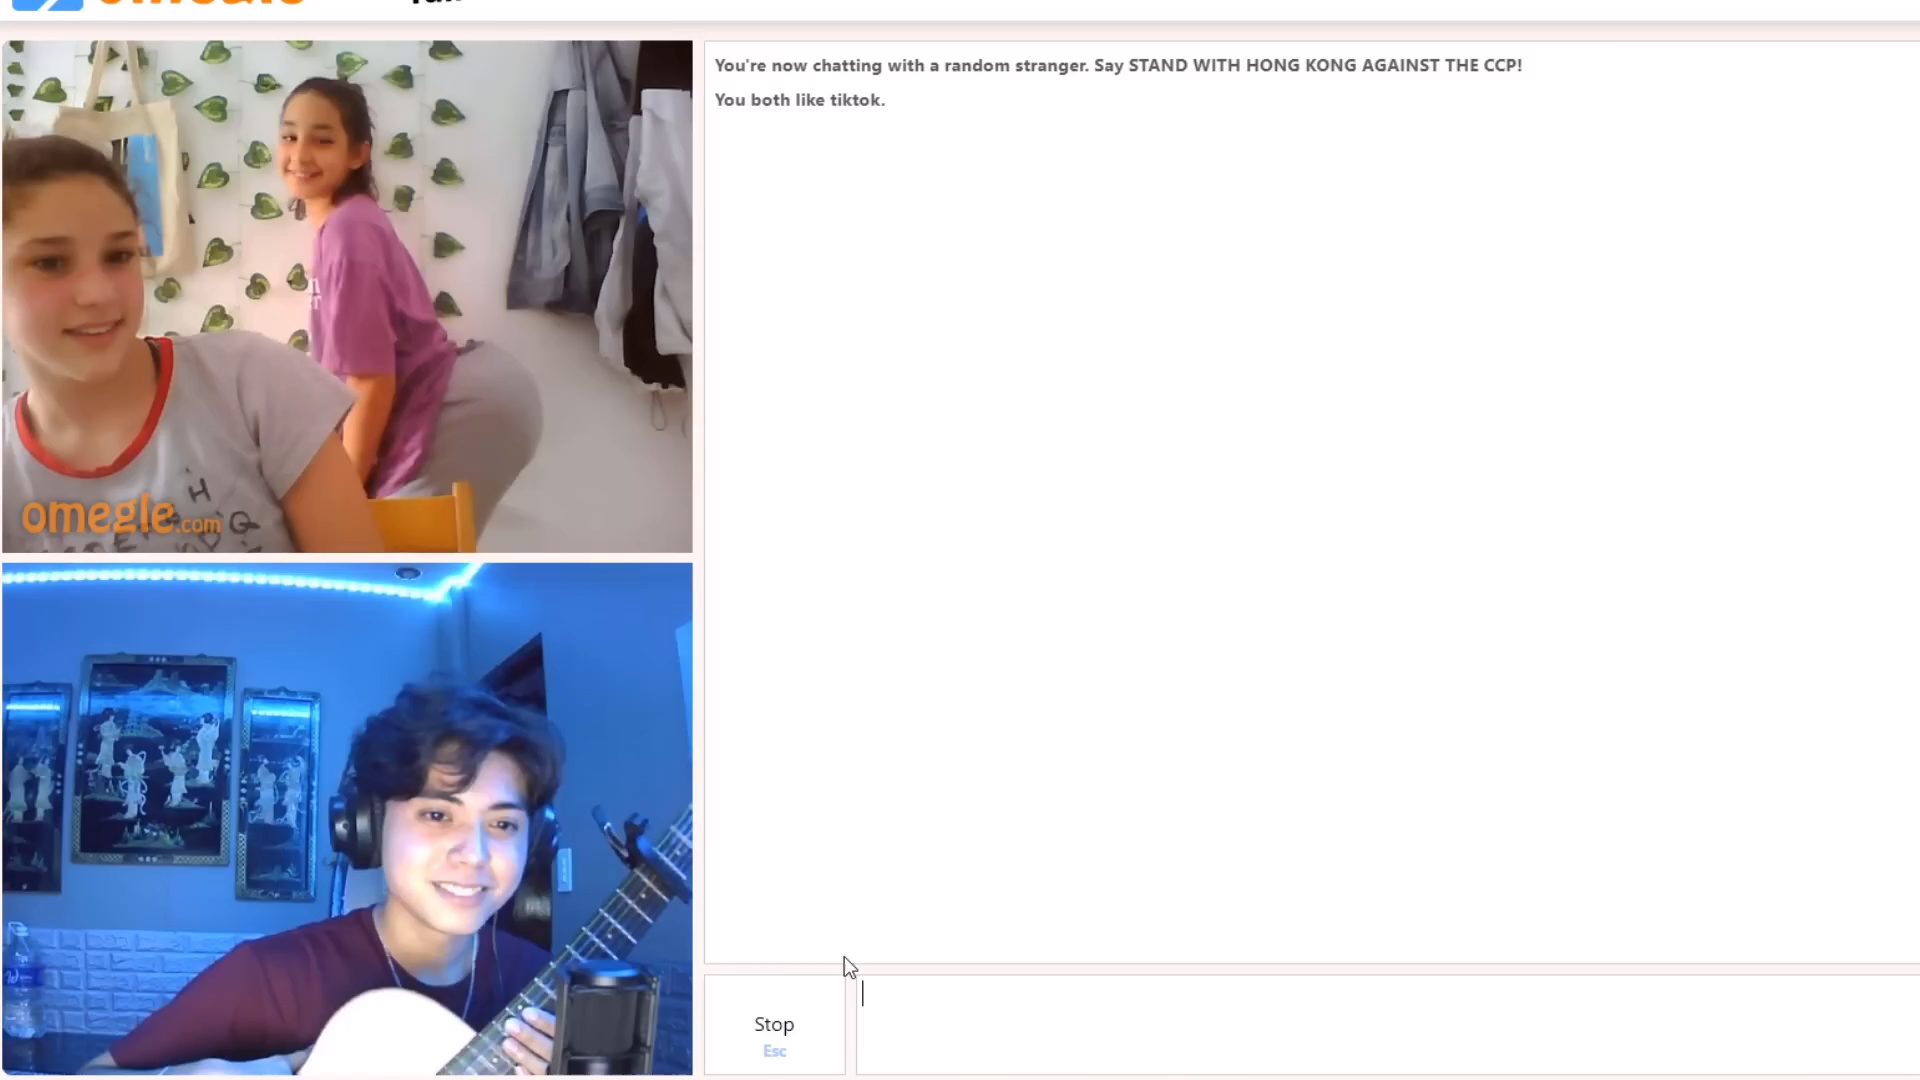 omegle
You're now chatting with a random stranger. Say STAND WITH HONG KONG AGAINST THE CCP!
You both like tiktok.
omegle.com
Stop
Esc